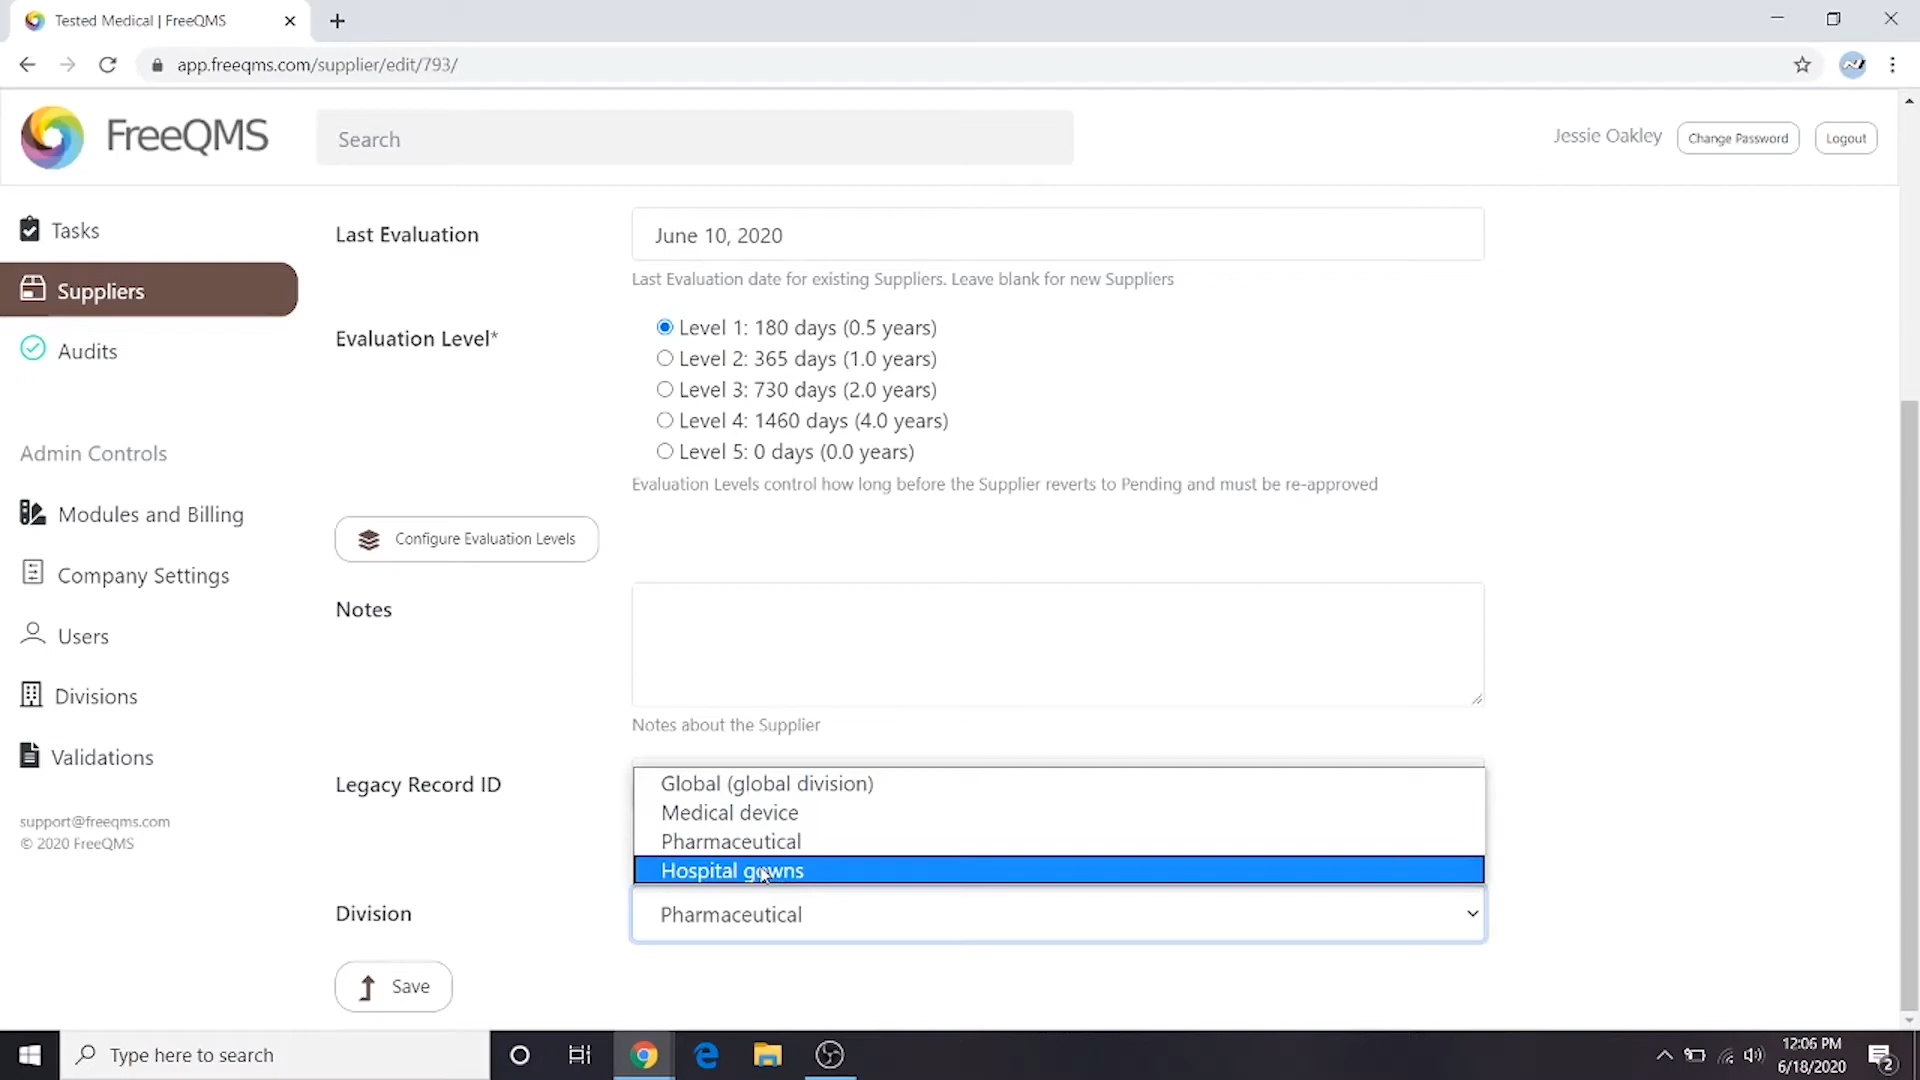 Tested Medical | FreeQMS
app.freeqms.com/supplier/edit/793/
FreeQMS
Search
Jessie Oakley
Change Password
Logout
Tasks
Suppliers
Audits
Admin Controls
Modules and Billing
Company Settings
Users
Divisions
Validations
support@freeqms.com
© 2020 FreeQMS
Last Evaluation
June 10, 2020
Last Evaluation date for existing Suppliers. Leave blank for new Suppliers
Evaluation Level*
Level 1: 180 days (0.5 years)
Level 2: 365 days (1.0 years)
Level 3: 730 days (2.0 years)
Level 4: 1460 days (4.0 years)
Level 5: 0 days (0.0 years)
Evaluation Levels control how long before the Supplier reverts to Pending and must be re-approved
Configure Evaluation Levels
Notes
Notes about the Supplier
Legacy Record ID
Global (global division)
Medical device
Pharmaceutical
Hospital gowns
Division
Pharmaceutical
Save
Type here to search
12:06 PM
6/18/2020
2